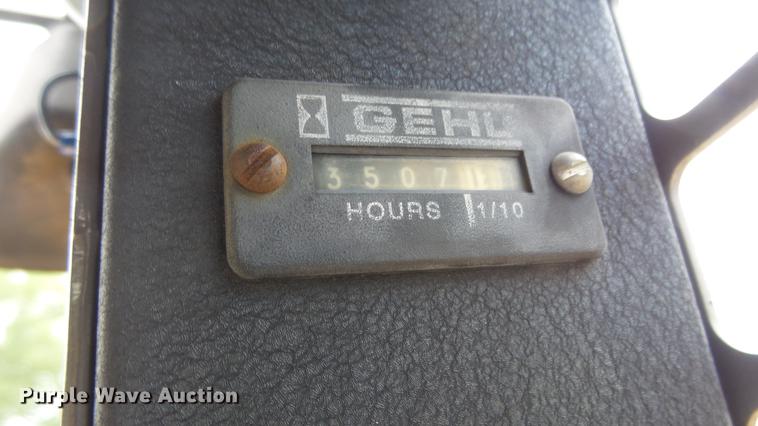 GEHL
3507
HOURS 1/10
Purple Wave Auction